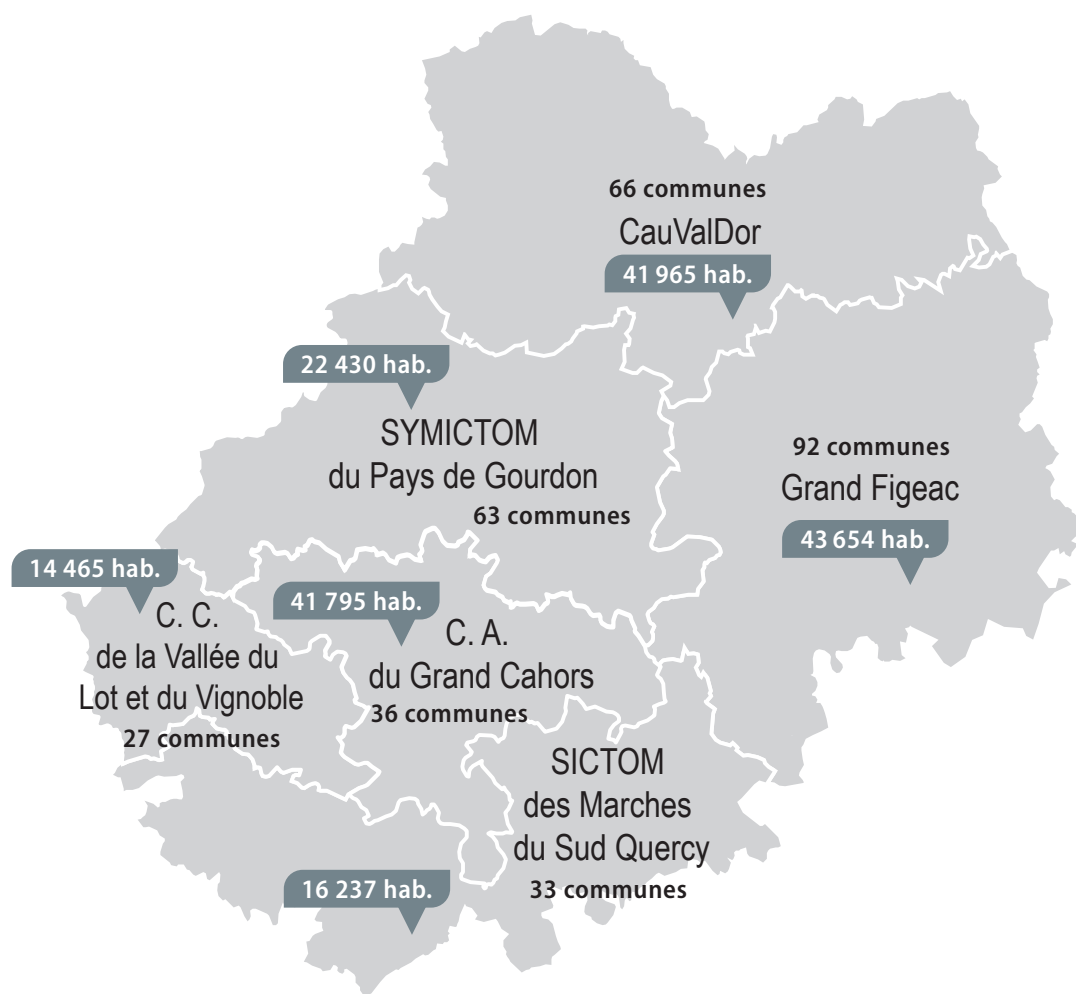 66 communes
CauValDor
41 965 hab.
22 430 hab.
SYMICTOM
du Pays de Gourdon
63 communes
92 communes
Grand Figeac
43 654 hab.
14 465 hab.
C. C.
de la Vallée du
Lot et du Vignoble
27 communes
41 795 hab.
C. A.
du Grand Cahors
36 communes
SICTOM
des Marches
du Sud Quercy
33 communes
16 237 hab.